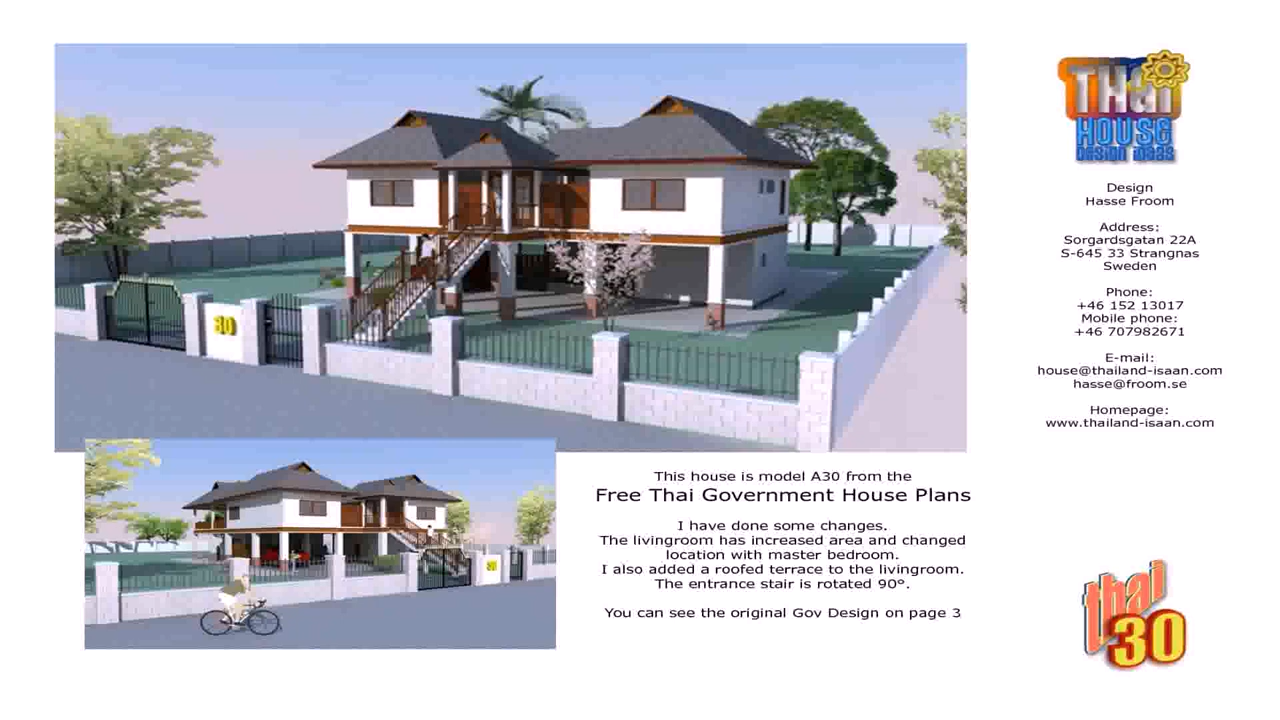 THai
HOUSE
DESIGN IDEAS
Design
Hasse Froom
Address:
Sorgardsgatan 22A
S-645 33 Strangnas
Sweden
Phone:
+46 152 13017
Mobile phone:
+46 707982671
E-mail:
house@thailand-isaan.com
hasse@froom.se
Homepage:
www.thailand-isaan.com
30
30
This house is model A30 from the
Free Thai Government House Plans
I have done some changes.
The livingroom has increased area and changed
location with master bedroom.
I also added a roofed terrace to the livingroom.
The entrance stair is rotated 90°.
You can see the original Gov Design on page 3
thai
30